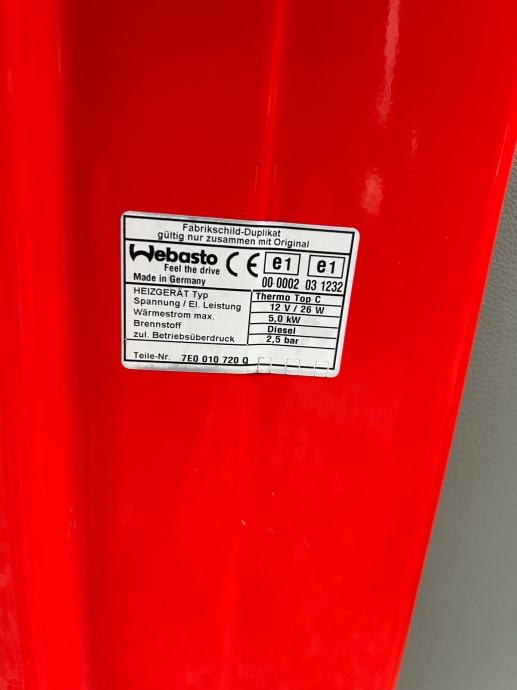 Fabrikschild-Duplikat
gültig nur zusammen mit Original
Webasto
Feel the drive
Made in Germany
CE e1 e1
00 0002 03 1232
HEIZGERÄT Typ Thermo Top C
Spannung / El. Leistung 12 V / 26 W
Wärmestrom max. 5,0 kW
Brennstoff Diesel
zul. Betriebsüberdruck 2,5 bar
Teile-Nr. 7E0 010 720 Q